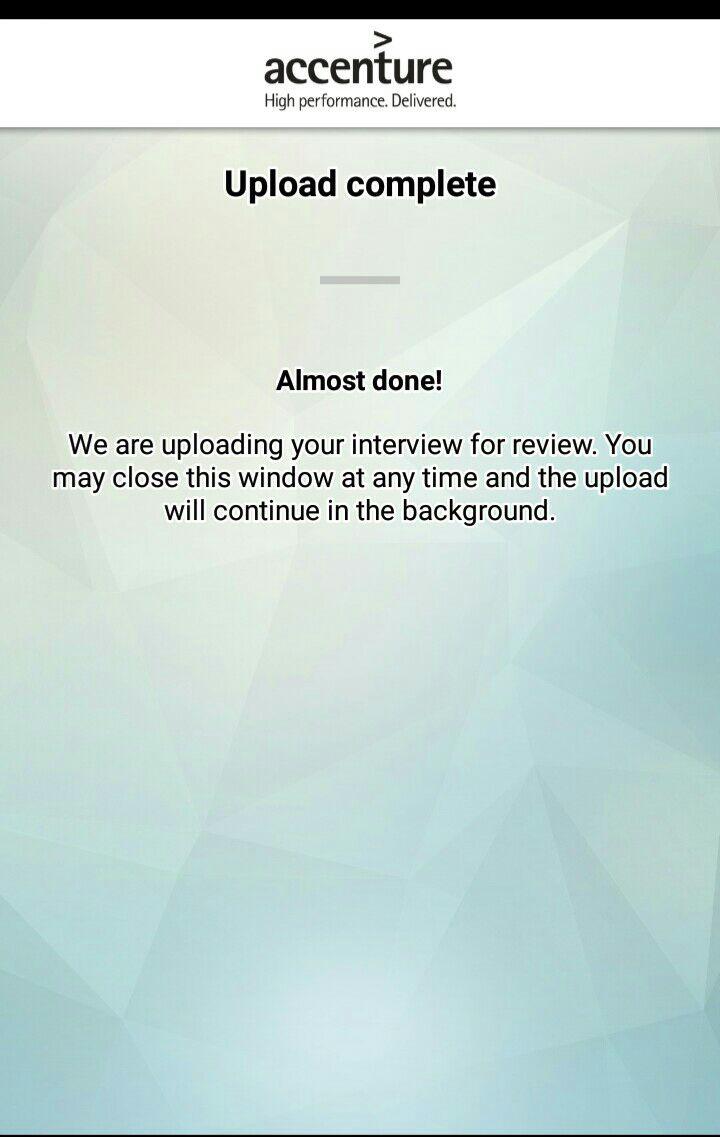 accenture
High performance. Delivered.
Upload complete
Almost done!
We are uploading your interview for review. You
may close this window at any time and the upload
will continue in the background.